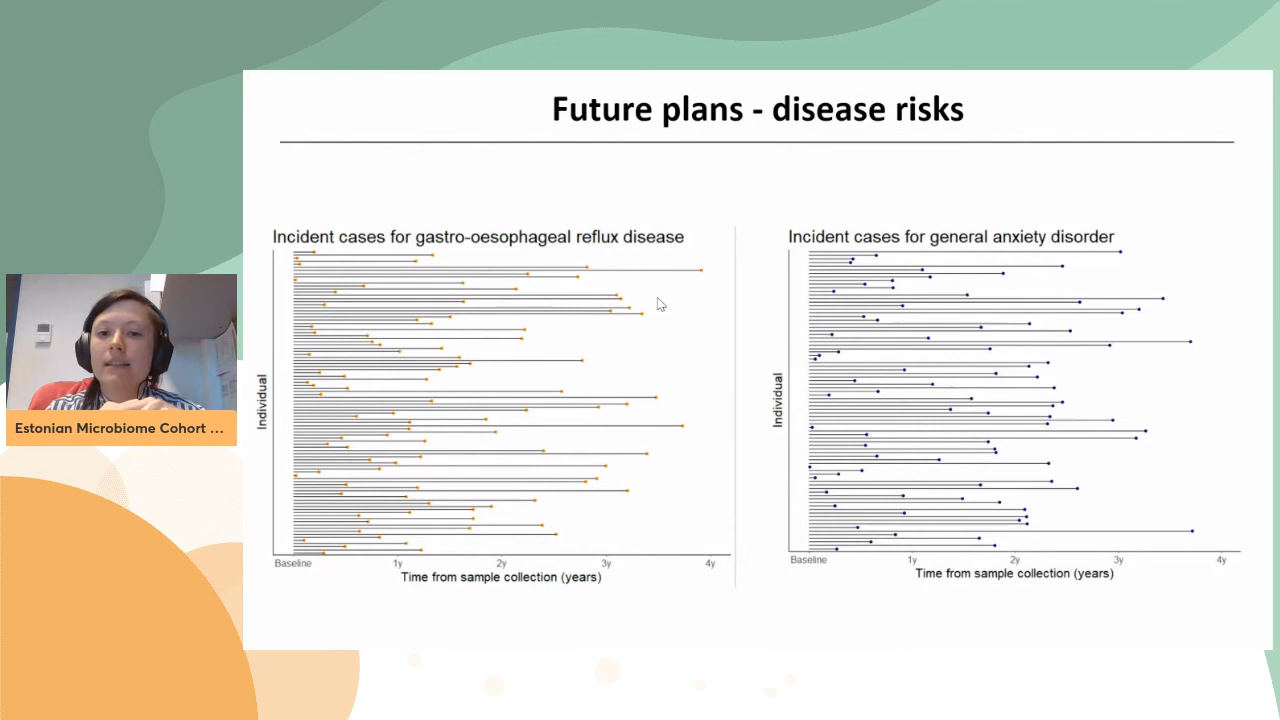 Future plans - disease risks
Incident cases for gastro-oesophageal reflux disease
Individual
Baseline 1y 2y 3y 4y
Time from sample collection (years)
Incident cases for general anxiety disorder
Individual
Baseline 1y 2y 3y 4y
Time from sample collection (years)
Estonian Microbiome Cohort ...